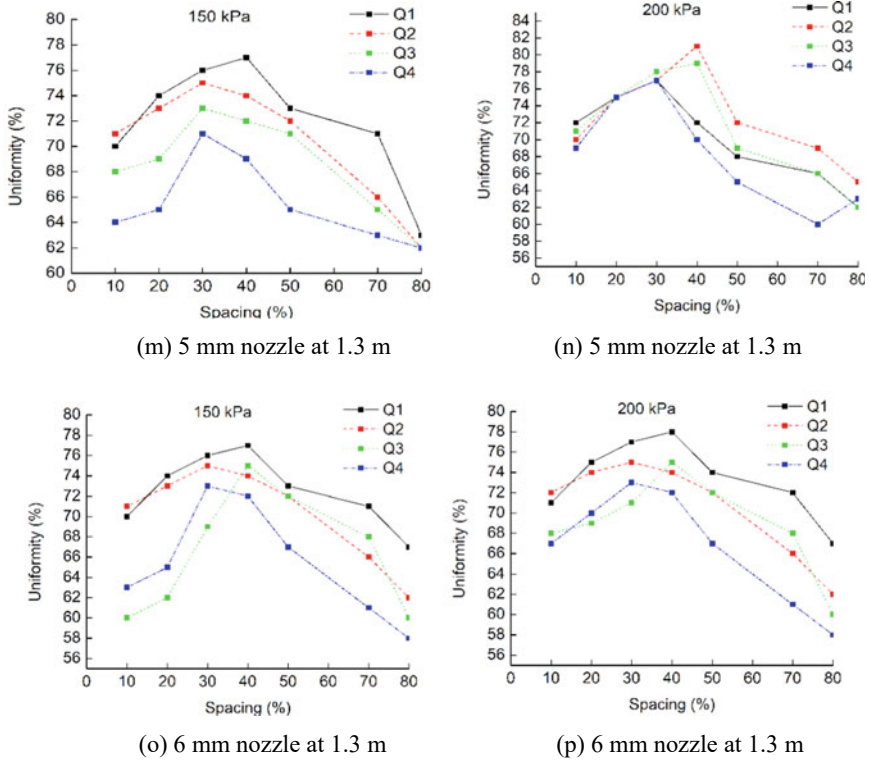 150 kPa
Q1
Q2
Q3
Q4
80
78
76
74
72
70
68
66
64
62
60
Uniformity (%)
0 10 20 30 40 50 60 70 80
Spacing (%)
(m) 5 mm nozzle at 1.3 m
200 kPa
Q1
Q2
Q3
Q4
84
82
80
78
76
74
72
70
68
66
64
62
60
58
56
Uniformity (%)
0 10 20 30 40 50 60 70 80
Spacing (%)
(n) 5 mm nozzle at 1.3 m
150 kPa
Q1
Q2
Q3
Q4
80
78
76
74
72
70
68
66
64
62
60
58
56
Uniformity (%)
0 10 20 30 40 50 60 70 80
Spacing (%)
(o) 6 mm nozzle at 1.3 m
200 kPa
Q1
Q2
Q3
Q4
80
78
76
74
72
70
68
66
64
62
60
58
56
Uniformity (%)
0 10 20 30 40 50 60 70 80
Spacing (%)
(p) 6 mm nozzle at 1.3 m